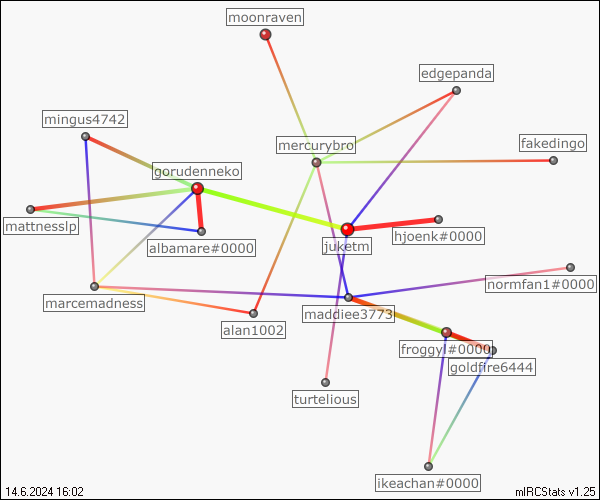 moonraven
edgepanda
mingus4742
mercurybro
fakedingo
gorudenneko
mattnesslp
albamare#0000
juketm
hjoenk#0000
marcemadness
normfan1#0000
maddiee3773
alan1002
froggyl#0000
goldfire6444
turtelious
ikeachan#0000
14.6.2024 16:02
mIRCStats v1.25